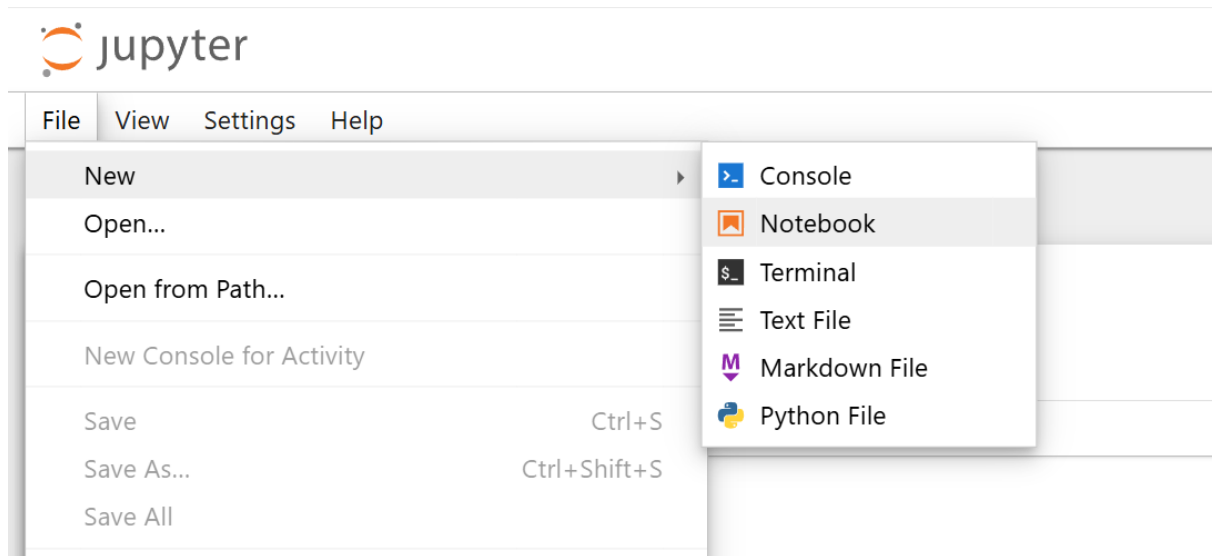 jupyter
File View Settings Help
New
Open...
Open from Path...
New Console for Activity
Save Ctrl+S
Save As... Ctrl+Shift+S
Save All
Console
Notebook
Terminal
Text File
Markdown File
Python File